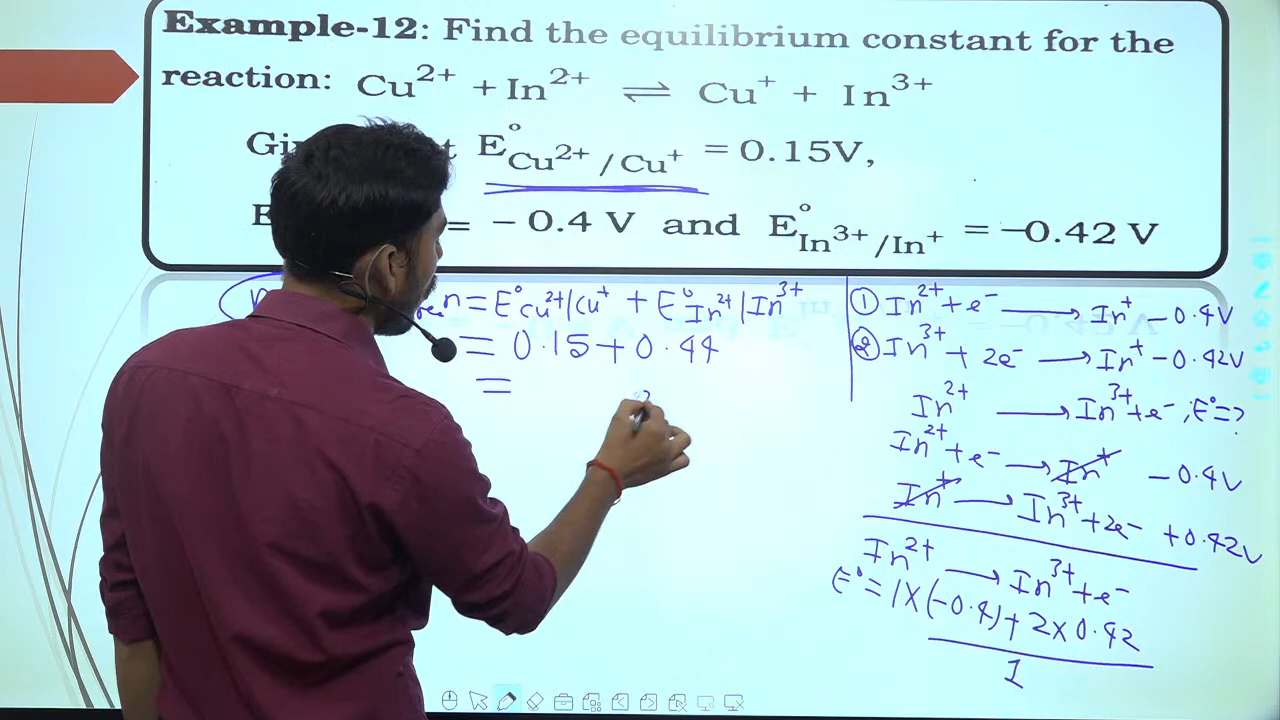 Example-12: Find the equilibrium constant for the
reaction: Cu²⁺ + In²⁺ ⇌ Cu⁺ + In³⁺
E°Cu²⁺/Cu⁺ = 0.15V,
= − 0.4 V and E°In³⁺/In⁺ = −0.42 V
= E°Cu²⁺|Cu⁺ + E°In²⁺|In³⁺
= 0.15 + 0.44
=
① In²⁺ + e⁻ ⟶ In⁺ −0.4V
② In³⁺ + 2e⁻ ⟶ In⁺ −0.42V
In²⁺ ⟶ In³⁺ + e⁻ ; E°=?
In²⁺ + e⁻ ⟶ In⁺ −0.4V
In⁺ ⟶ In³⁺ + 2e⁻ +0.42V
In²⁺ ⟶ In³⁺ + e⁻
E° = 1×(−0.4) + 2×0.42
1